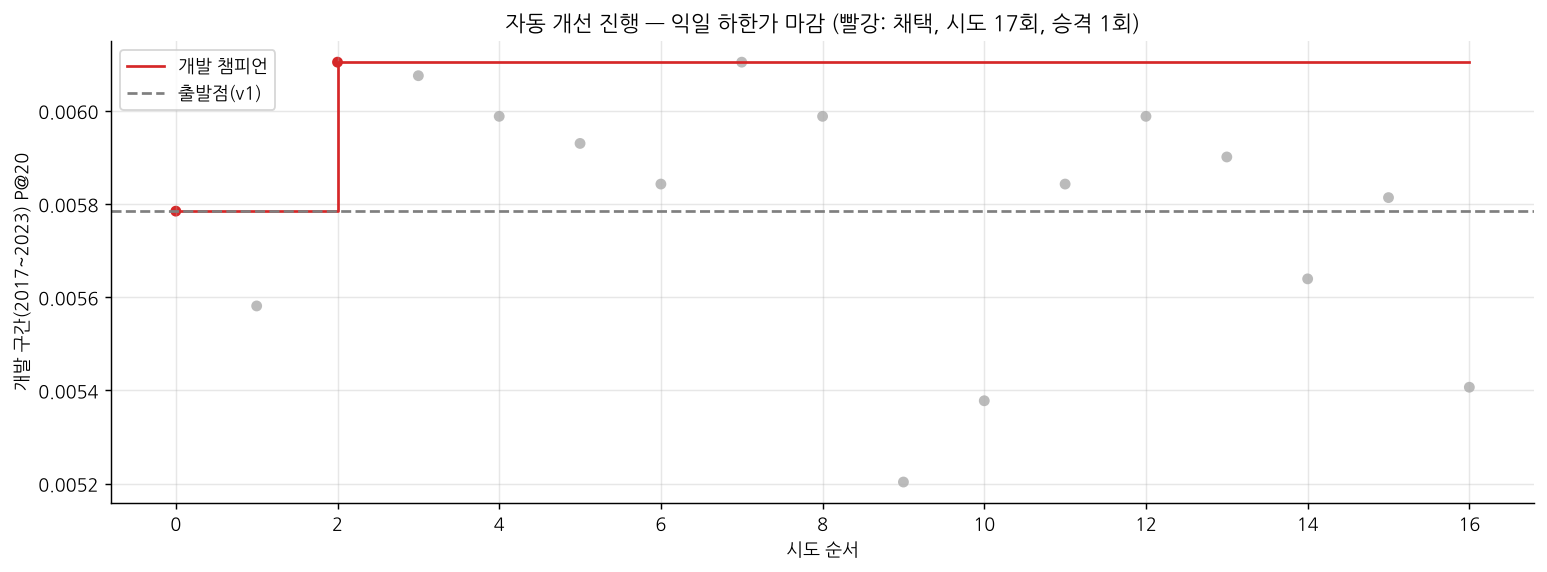 자동 개선 진행 — 익일 하한가 마감 (빨강: 채택, 시도 17회, 승격 1회)
개발 챔피언
출발점(v1)
개발 구간(2017~2023) P@20
0.0060
0.0058
0.0056
0.0054
0.0052
0 2 4 6 8 10 12 14 16
시도 순서